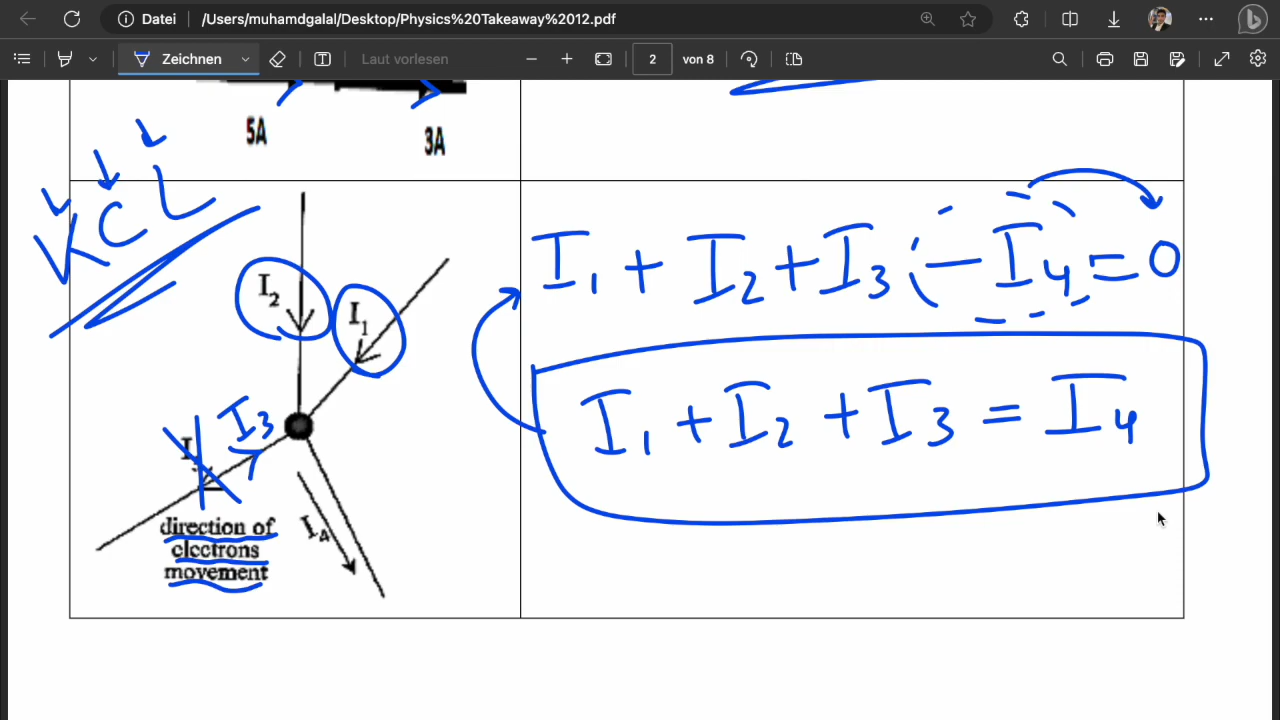 Datei
/Users/muhamdgalal/Desktop/Physics%20Takeaway%2012.pdf
Zeichnen
Laut vorlesen
2
von 8
5A
3A
KCL
I₂
I₁
I₃
direction of
electrons
movement
I₄
I₁ + I₂ + I₃ - I₄ = 0
I₁ + I₂ + I₃ = I₄